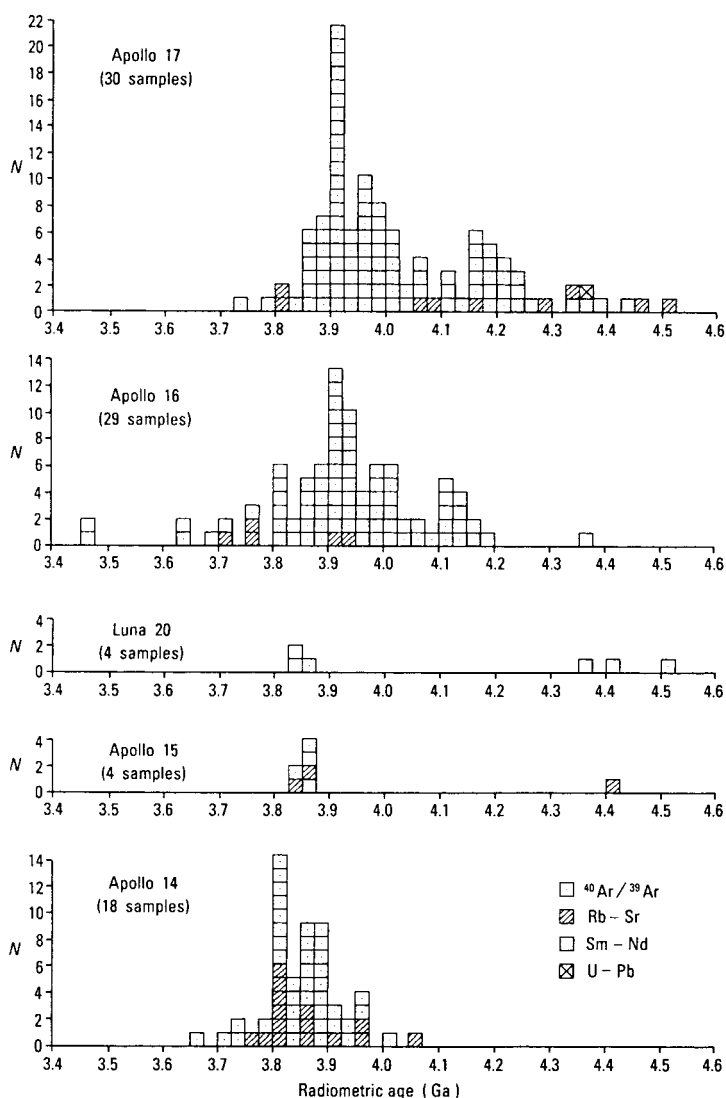 22
20
18
16
14
12
10
8
6
4
2
0
N
Apollo 17
(30 samples)
3.4 3.5 3.6 3.7 3.8 3.9 4.0 4.1 4.2 4.3 4.4 4.5 4.6
14
12
10
8
6
4
2
0
N
Apollo 16
(29 samples)
3.4 3.5 3.6 3.7 3.8 3.9 4.0 4.1 4.2 4.3 4.4 4.5 4.6
4
2
0
N
Luna 20
(4 samples)
3.4 3.5 3.6 3.7 3.8 3.9 4.0 4.1 4.2 4.3 4.4 4.5 4.6
4
2
0
N
Apollo 15
(4 samples)
3.4 3.5 3.6 3.7 3.8 3.9 4.0 4.1 4.2 4.3 4.4 4.5 4.6
14
12
10
8
6
4
2
0
N
Apollo 14
(18 samples)
⁴⁰Ar / ³⁹Ar
Rb – Sr
Sm – Nd
U – Pb
3.4 3.5 3.6 3.7 3.8 3.9 4.0 4.1 4.2 4.3 4.4 4.5 4.6
Radiometric age (Ga)